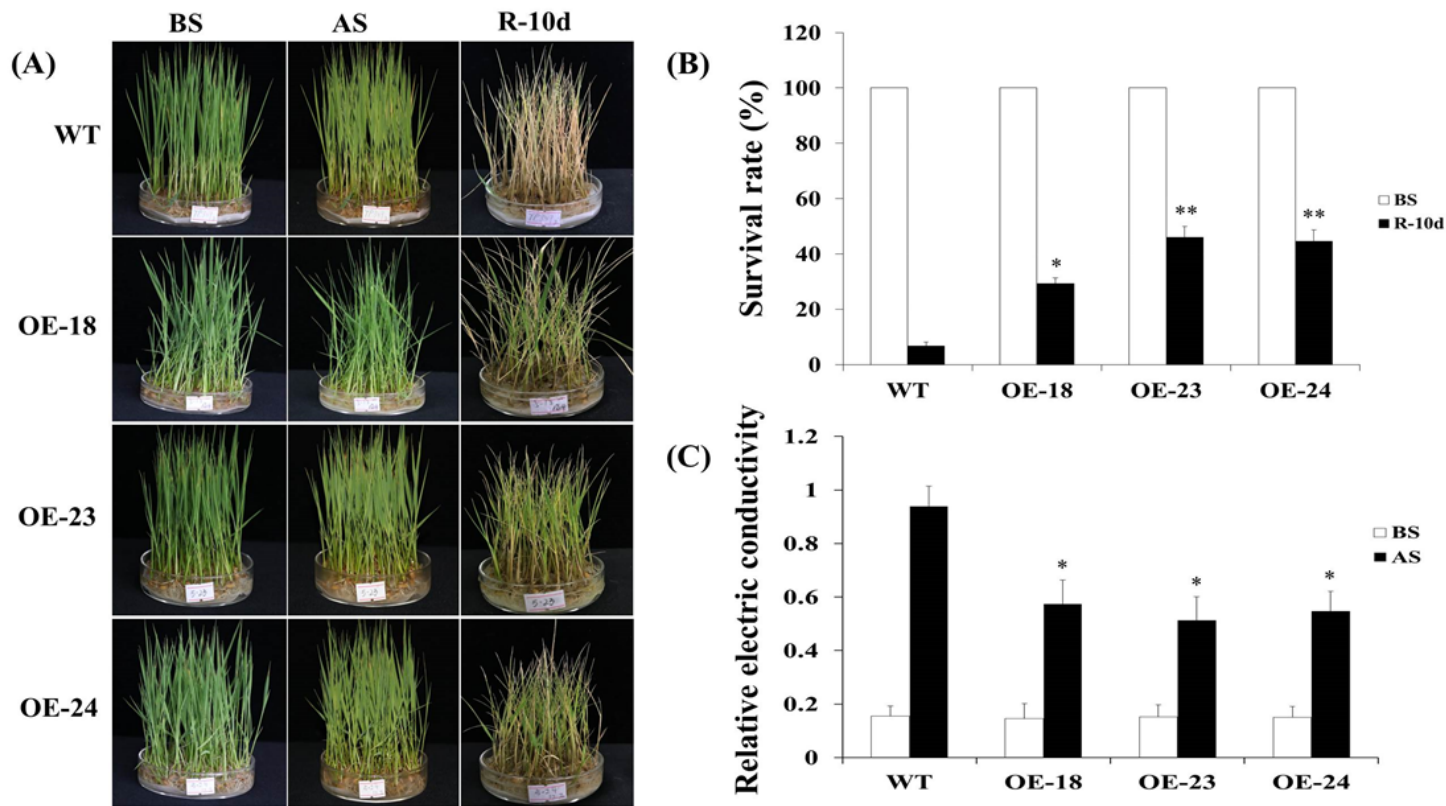 BS AS R-10d
(A)
WT
OE-18
OE-23
OE-24
(B)
Survival rate (%)
120
100
80
60
40
20
0
*
**
**
WT OE-18 OE-23 OE-24
BS
R-10d
(C)
Relative electric conductivity
1.2
1
0.8
0.6
0.4
0.2
0
*
*
*
WT OE-18 OE-23 OE-24
BS
AS